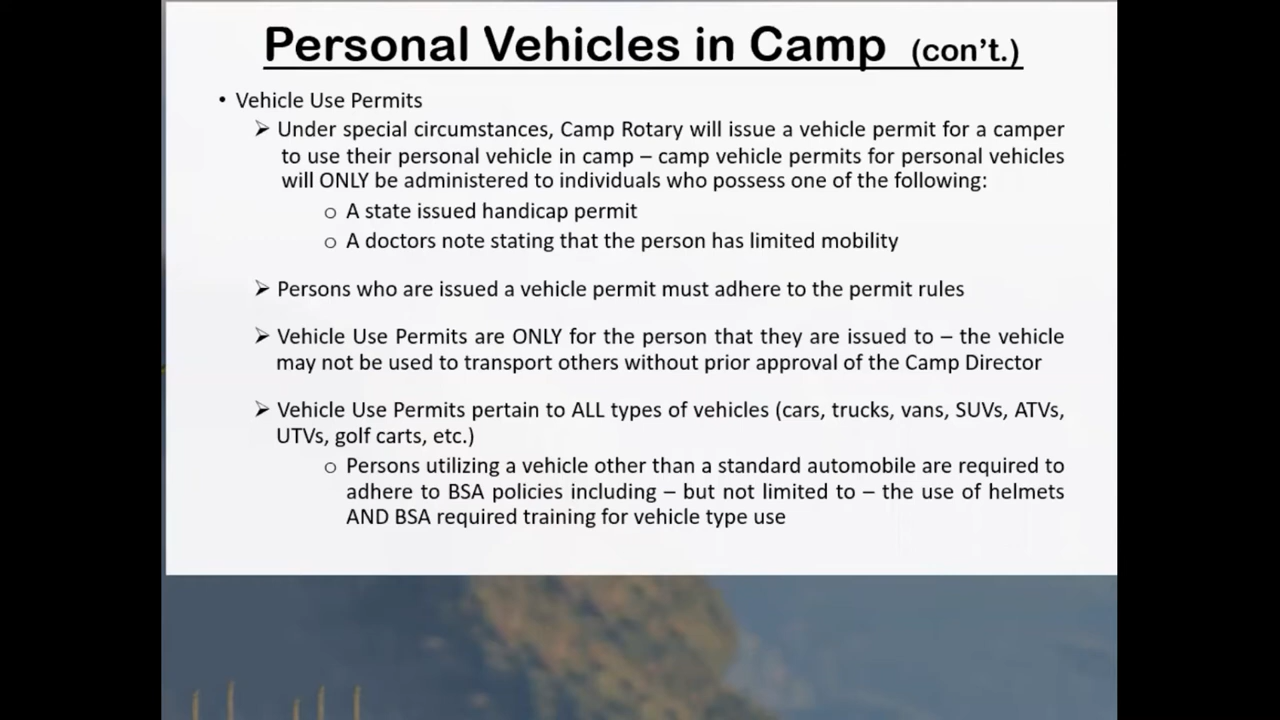 Personal Vehicles in Camp (con't.)
• Vehicle Use Permits
➢ Under special circumstances, Camp Rotary will issue a vehicle permit for a camper
to use their personal vehicle in camp – camp vehicle permits for personal vehicles
will ONLY be administered to individuals who possess one of the following:
o A state issued handicap permit
o A doctors note stating that the person has limited mobility
➢ Persons who are issued a vehicle permit must adhere to the permit rules
➢ Vehicle Use Permits are ONLY for the person that they are issued to – the vehicle
may not be used to transport others without prior approval of the Camp Director
➢ Vehicle Use Permits pertain to ALL types of vehicles (cars, trucks, vans, SUVs, ATVs,
UTVs, golf carts, etc.)
o Persons utilizing a vehicle other than a standard automobile are required to
adhere to BSA policies including – but not limited to – the use of helmets
AND BSA required training for vehicle type use